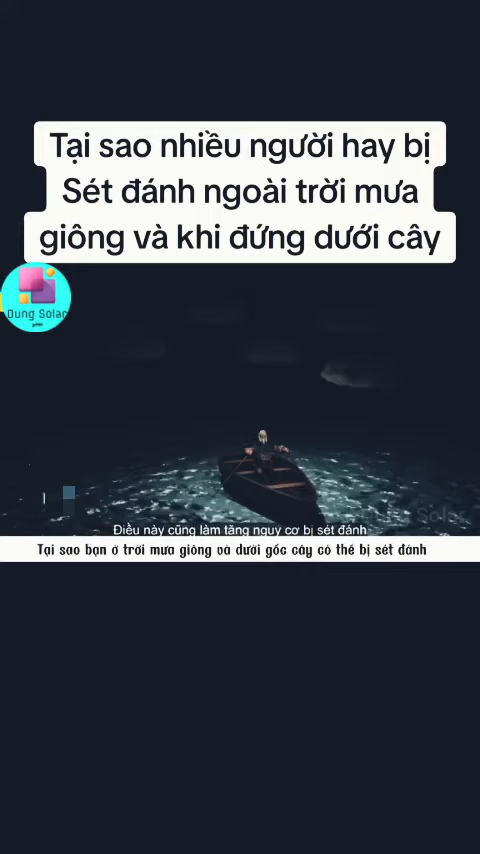 Tại sao nhiều người hay bị
Sét đánh ngoài trời mưa
giông và khi đứng dưới cây
Dung Solar
Điều này cũng làm tăng nguy cơ bị sét đánh
Tại sao bạn ở trời mưa giông và dưới gốc cây có thể bị sét đánh